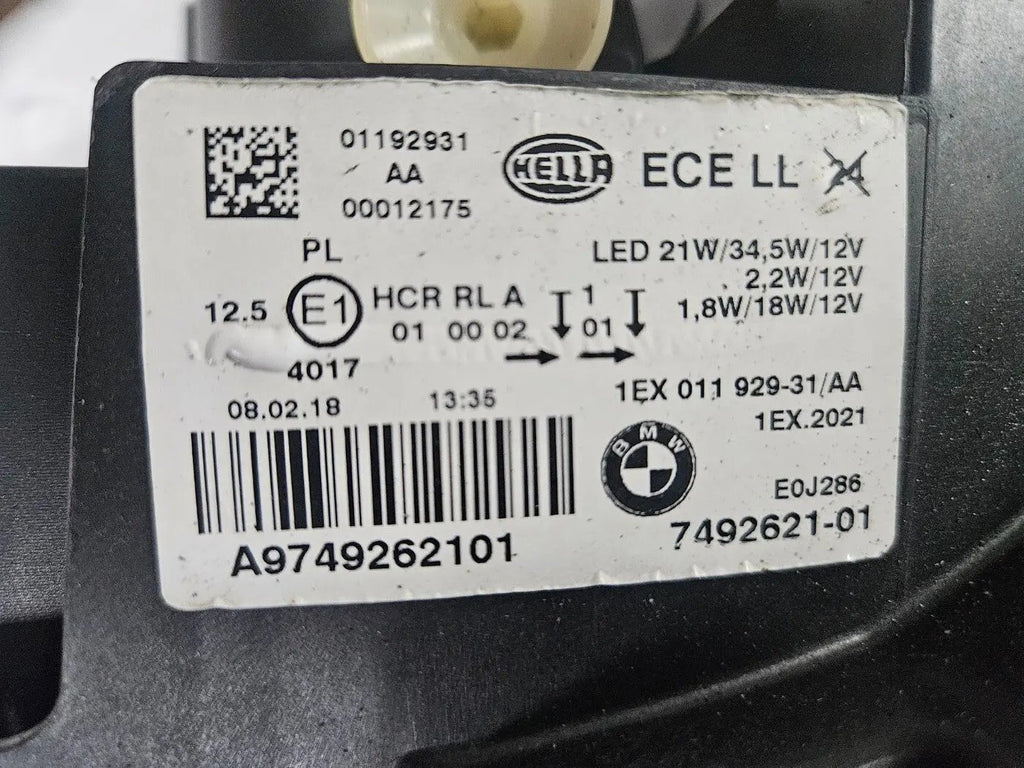 01192931
AA
00012175
HELLA
ECE LL
LED 21W/34,5W/12V
2,2W/12V
1,8W/18W/12V
PL
12.5 E1 HCR RL A 1
01 00 02 01
4017
08.02.18 13:35
1EX 011 929-31/AA
1EX.2021
BMW
E0J286
A9749262101
7492621-01